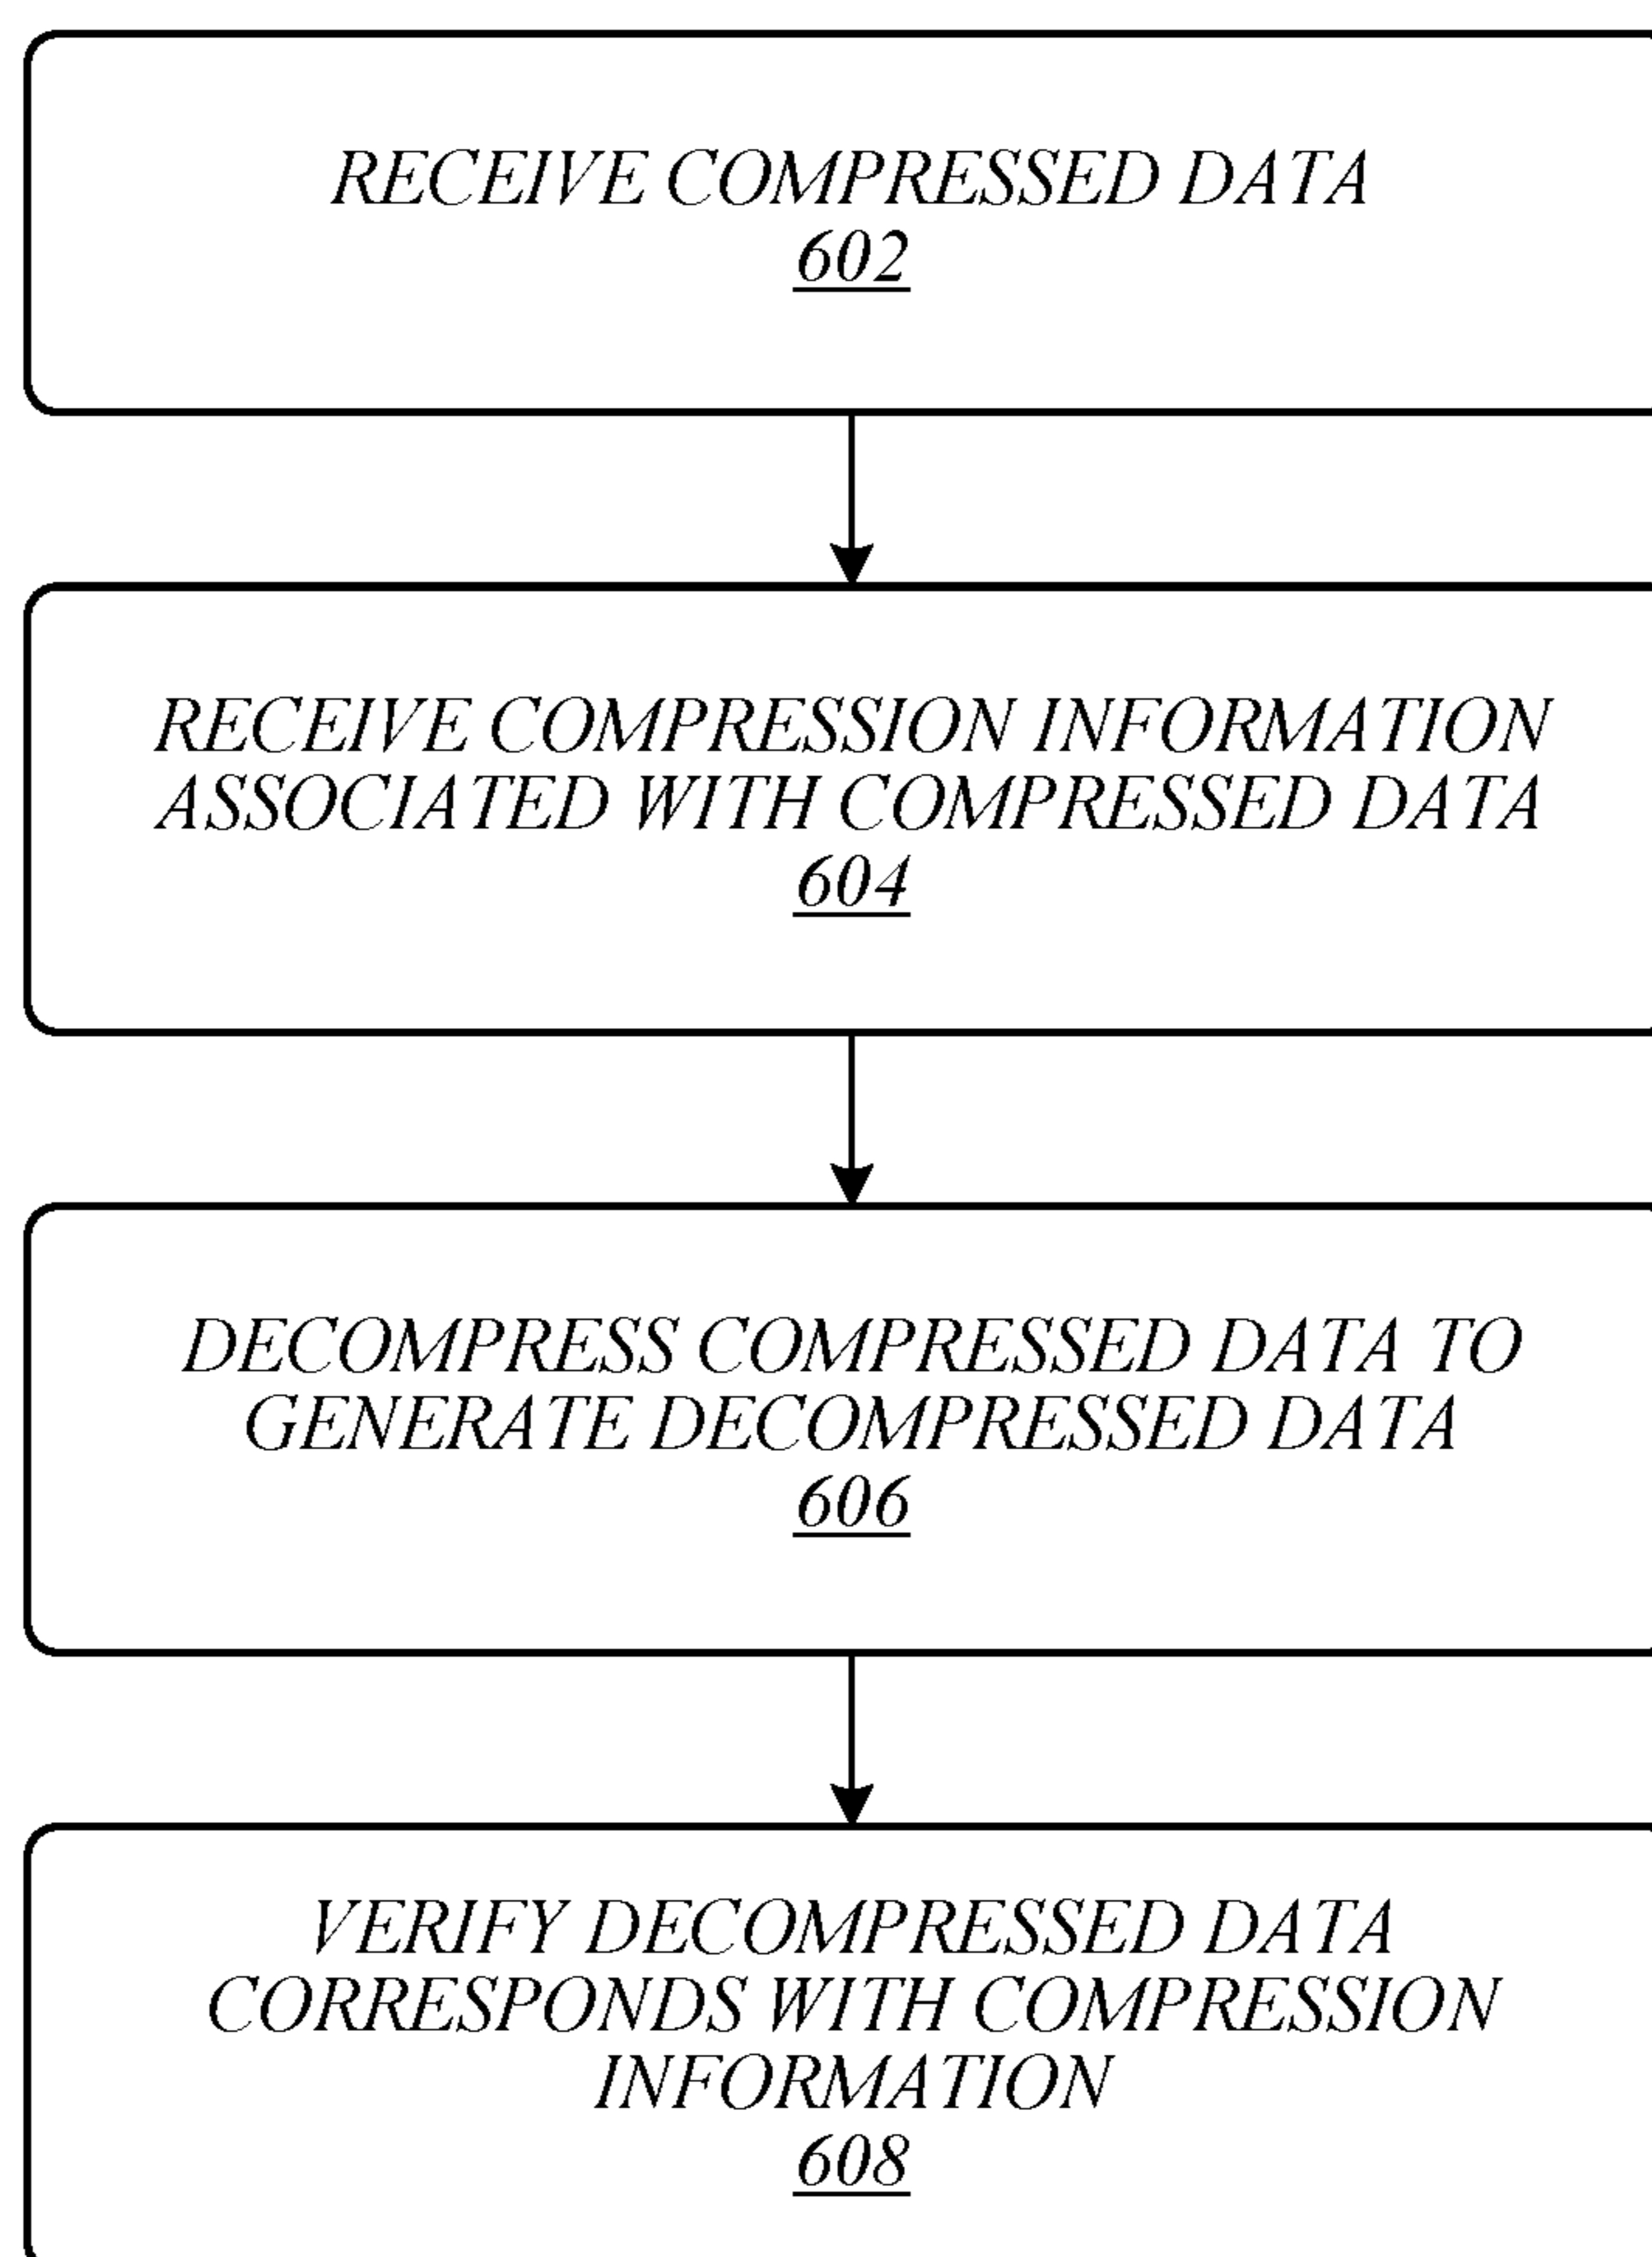 RECEIVE COMPRESSED DATA
602
RECEIVE COMPRESSION INFORMATION
ASSOCIATED WITH COMPRESSED DATA
604
DECOMPRESS COMPRESSED DATA TO
GENERATE DECOMPRESSED DATA
606
VERIFY DECOMPRESSED DATA
CORRESPONDS WITH COMPRESSION
INFORMATION
608